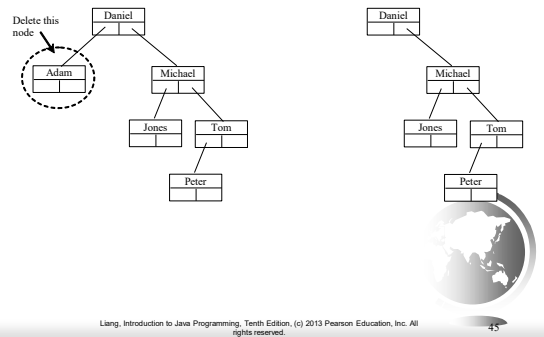 Delete this
node
Daniel
Adam
Michael
Jones
Tom
Peter
Daniel
Michael
Jones
Tom
Peter
Liang, Introduction to Java Programming, Tenth Edition, (c) 2013 Pearson Education, Inc. All
rights reserved.
45